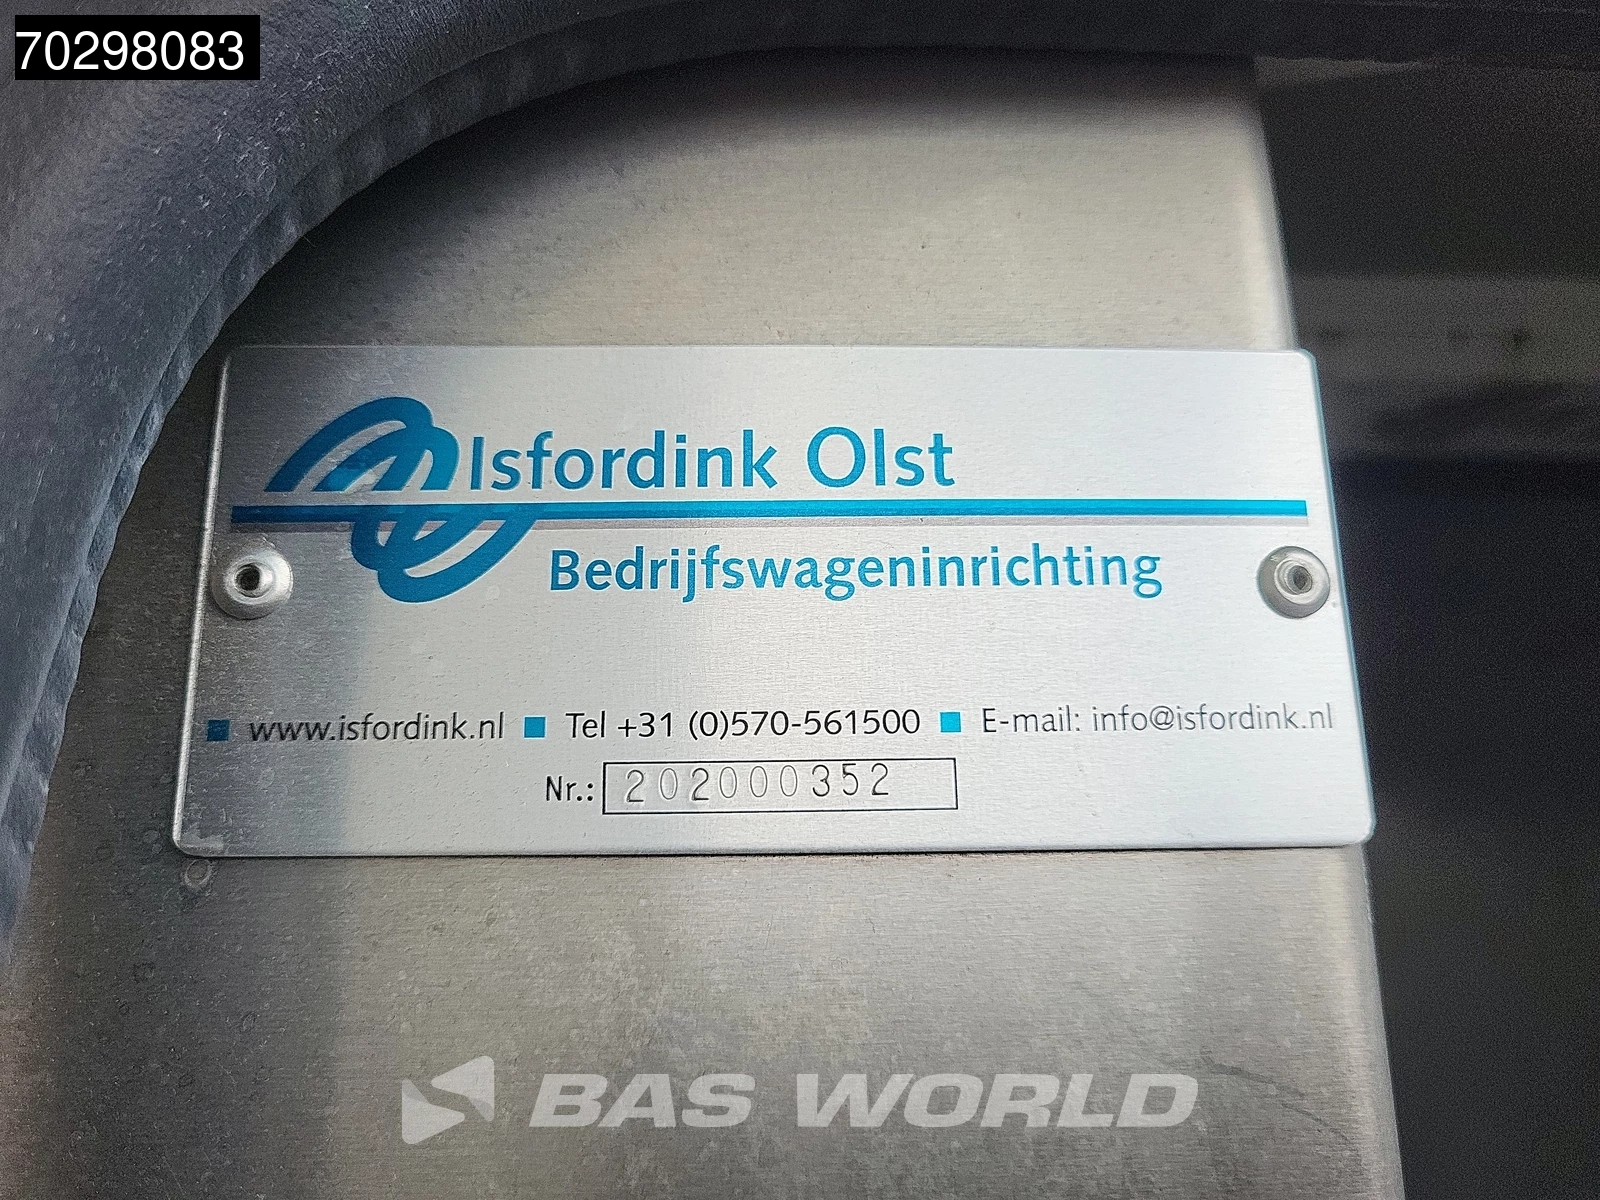 70298083
Isfordink Olst
Bedrijfswageninrichting
www.isfordink.nl Tel +31 (0)570-561500 E-mail: info@isfordink.nl
Nr.: 202000352
BAS WORLD